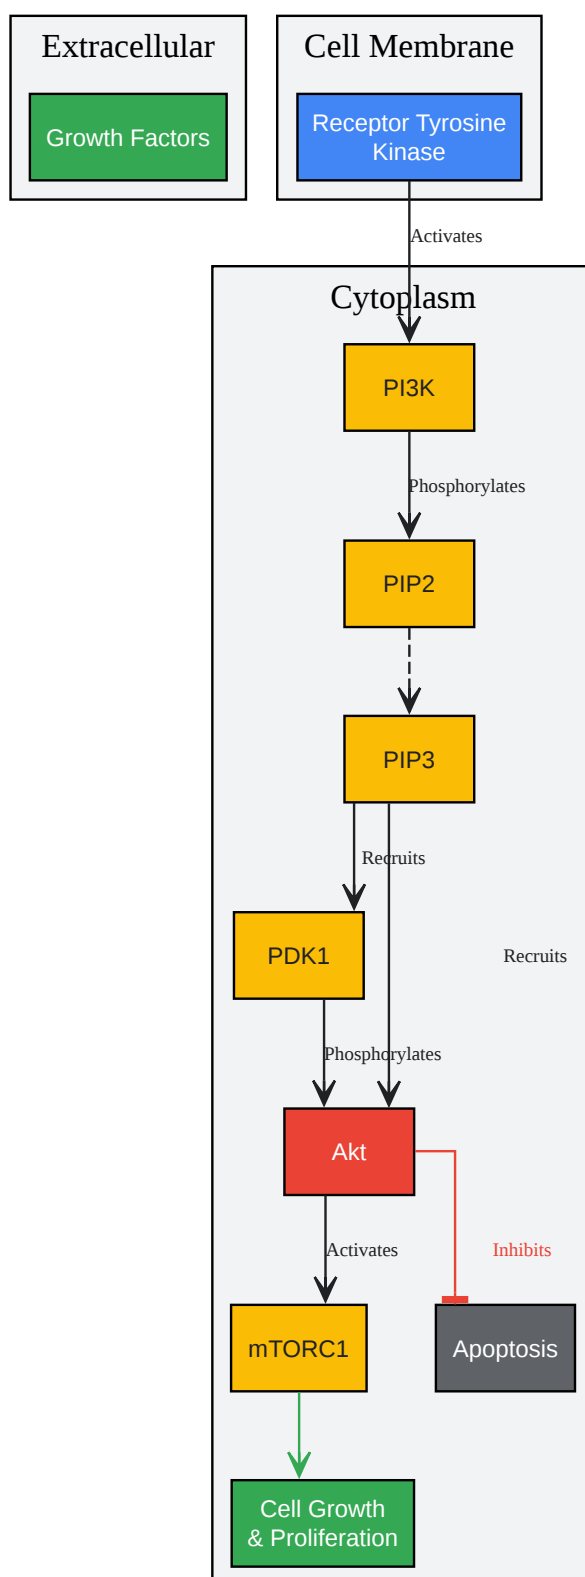 Extracellular
Cell Membrane
Growth Factors
Receptor Tyrosine
Kinase
Activates
Cytoplasm
PI3K
Phosphorylates
PIP2
PIP3
Recruits
PDK1
Recruits
Phosphorylates
Akt
Activates
Inhibits
mTORC1
Apoptosis
Cell Growth
& Proliferation